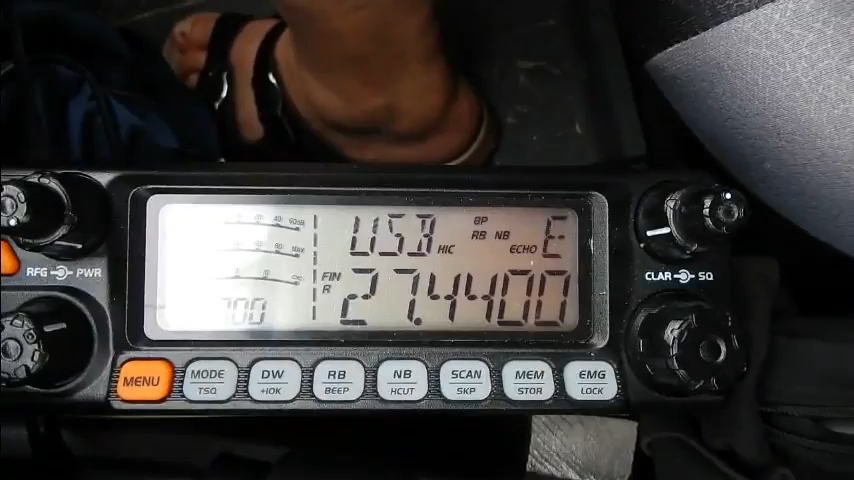 USB HIC BP RB NB ECHO E
FIN R 27.4400
700
RFG PWR
CLAR SQ
MENU
MODE DW RB NB SCAN MEM EMG
TSQ +10K BEEP HCUT SKP STOR LOCK